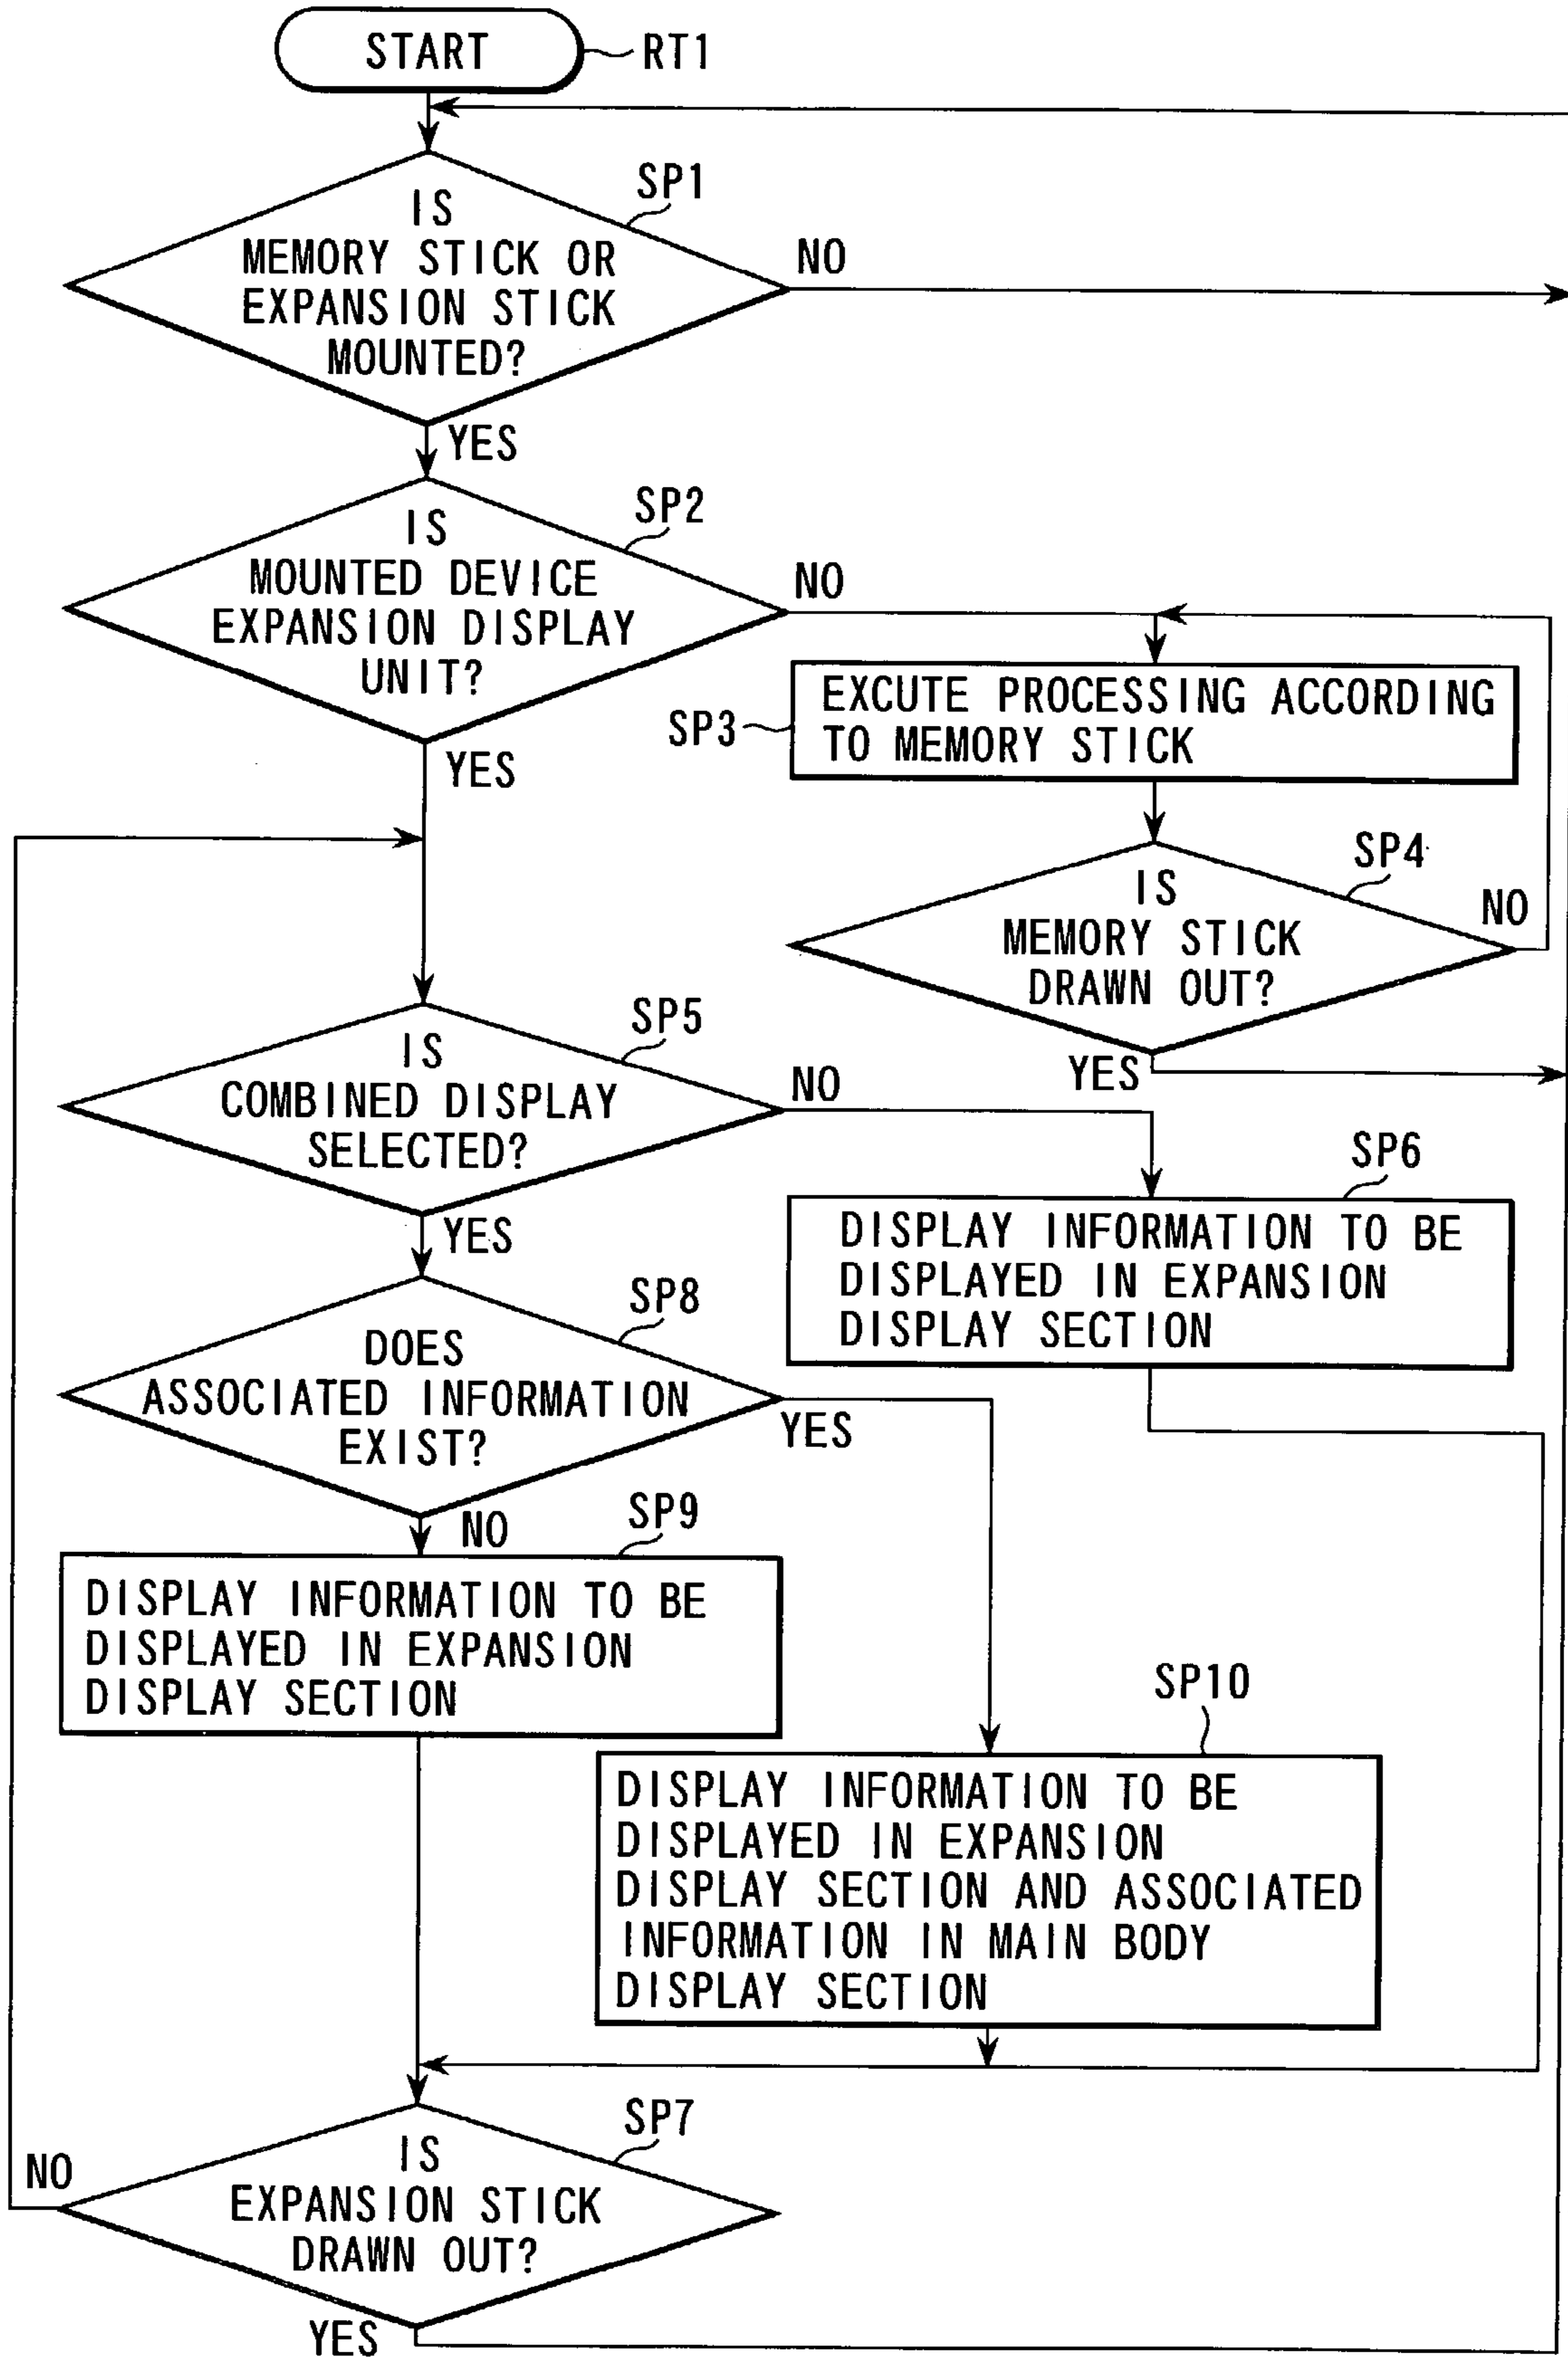 START
RT1
SP1
IS
MEMORY STICK OR
EXPANSION STICK
MOUNTED?
NO
YES
SP2
IS
MOUNTED DEVICE
EXPANSION DISPLAY
UNIT?
NO
YES
SP3
EXCUTE PROCESSING ACCORDING
TO MEMORY STICK
SP4
IS
MEMORY STICK
DRAWN OUT?
NO
YES
SP5
IS
COMBINED DISPLAY
SELECTED?
NO
YES
SP6
DISPLAY INFORMATION TO BE
DISPLAYED IN EXPANSION
DISPLAY SECTION
SP8
DOES
ASSOCIATED INFORMATION
EXIST?
YES
NO
SP9
DISPLAY INFORMATION TO BE
DISPLAYED IN EXPANSION
DISPLAY SECTION
SP10
DISPLAY INFORMATION TO BE
DISPLAYED IN EXPANSION
DISPLAY SECTION AND ASSOCIATED
INFORMATION IN MAIN BODY
DISPLAY SECTION
SP7
IS
EXPANSION STICK
DRAWN OUT?
NO
YES